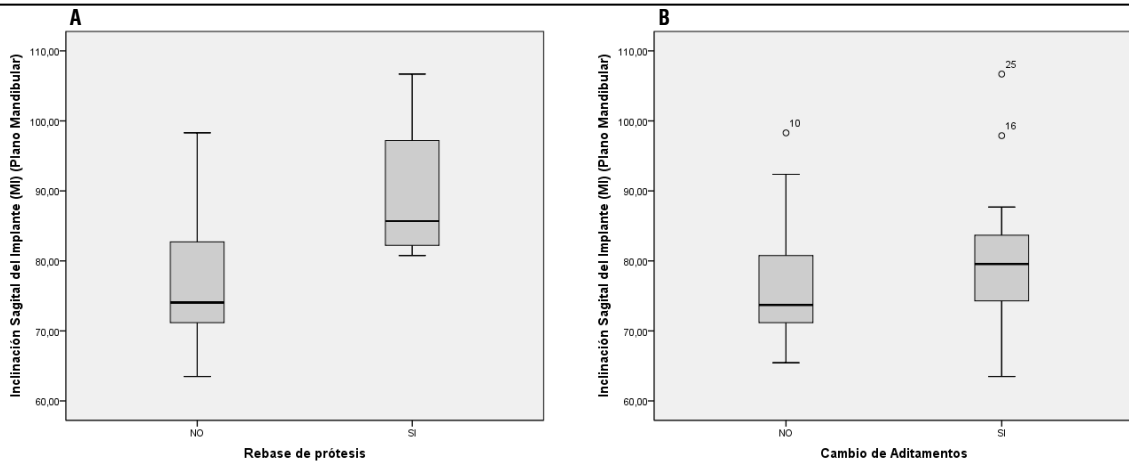 A
Inclinación Sagital del Implante (MI) (Plano Mandibular)
110,00
100,00
90,00
80,00
70,00
60,00
NO
SI
Rebase de prótesis
B
Inclinación Sagital del Implante (MI) (Plano Mandibular)
110,00
100,00
90,00
80,00
70,00
60,00
10
25
16
NO
SI
Cambio de Aditamentos